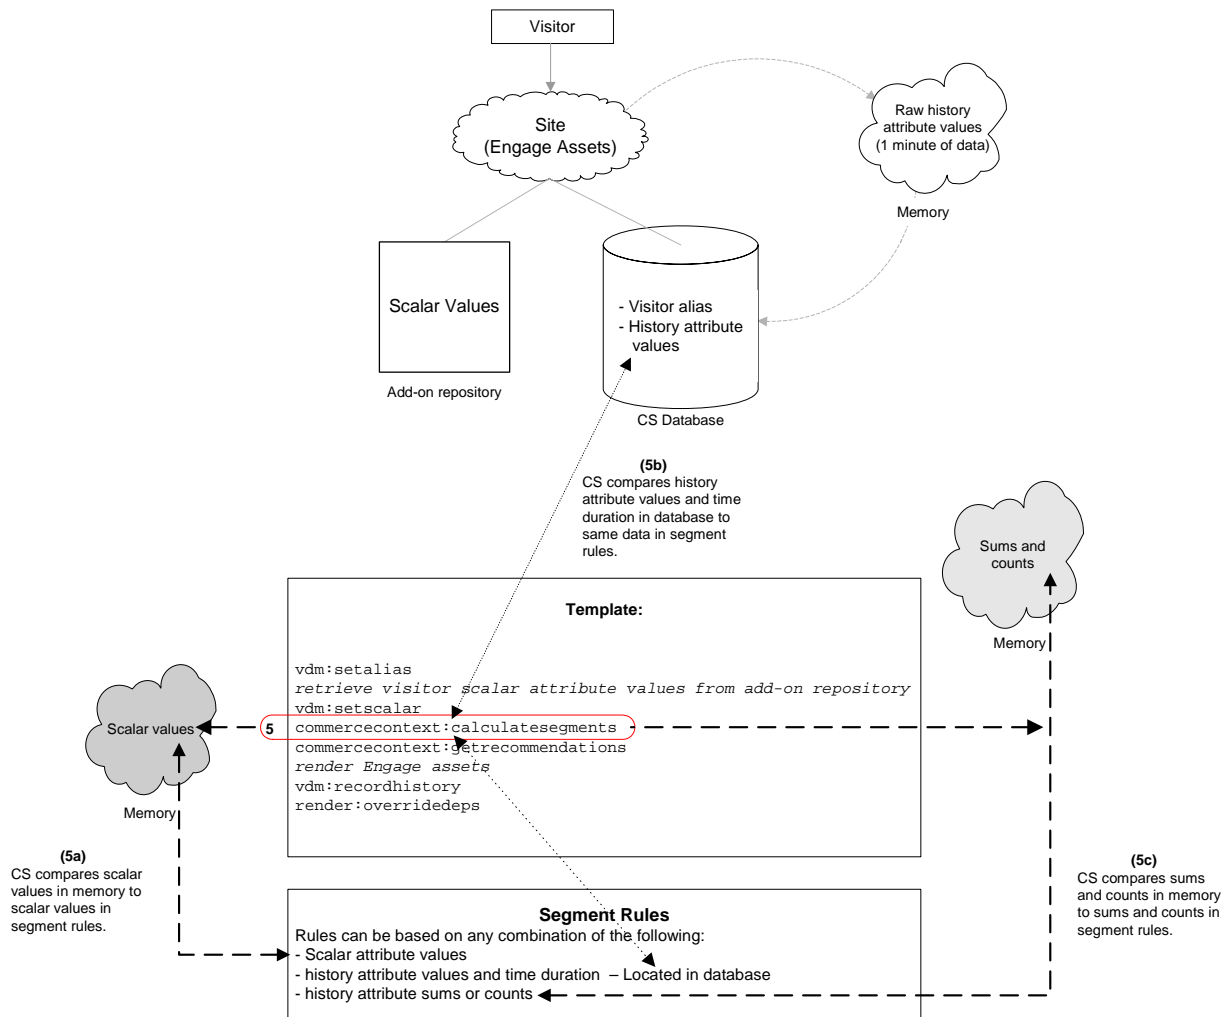 Visitor
Site
(Engage Assets)
Raw history
attribute values
(1 minute of data)
Memory
Scalar Values
Add-on repository
- Visitor alias
- History attribute
values
CS Database
(5b)
CS compares history
attribute values and time
duration in database to
same data in segment
rules.
Sums and
counts
Memory
Template:
vdm:setalias
retrieve visitor scalar attribute values from add-on repository
vdm:setscalar
5 commercecontext:calculatesegments
commercecontext:getrecommendations
render Engage assets
vdm:recordhistory
render:overridedeps
Scalar values
Memory
(5a)
CS compares scalar
values in memory to
scalar values in
segment rules.
(5c)
CS compares sums
and counts in memory
to sums and counts in
segment rules.
Segment Rules
Rules can be based on any combination of the following:
- Scalar attribute values
- history attribute values and time duration – Located in database
- history attribute sums or counts